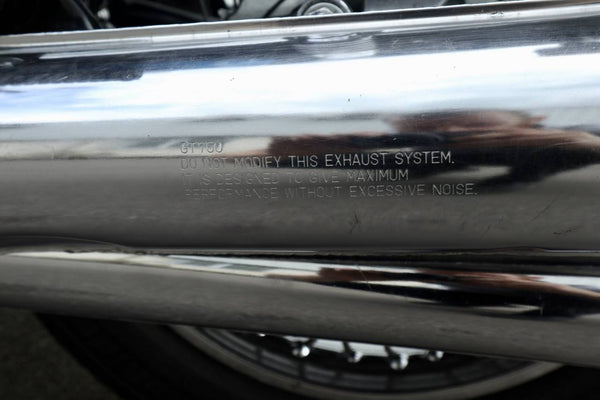 GT750
DO NOT MODIFY THIS EXHAUST SYSTEM.
IT IS DESIGNED TO GIVE MAXIMUM
PERFORMANCE WITHOUT EXCESSIVE NOISE.